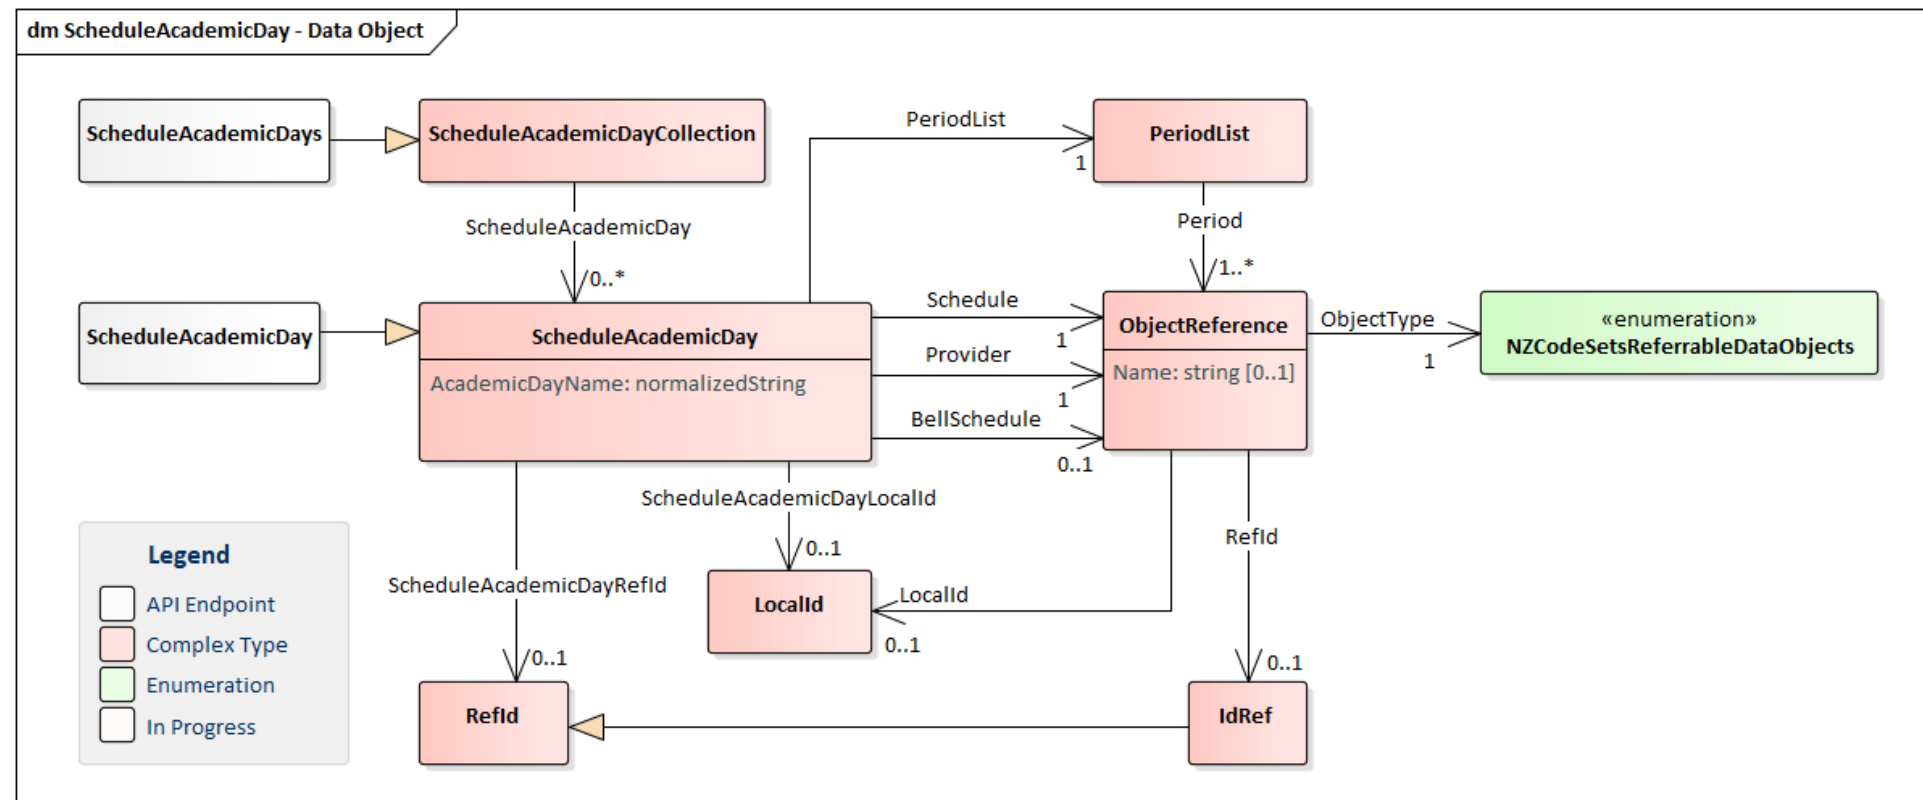 dm ScheduleAcademicDay - Data Object
ScheduleAcademicDays
ScheduleAcademicDayCollection
PeriodList
1
PeriodList
ScheduleAcademicDay
0..*
Period
1..*
ScheduleAcademicDay
ScheduleAcademicDay
AcademicDayName: normalizedString
Schedule
1
Provider
1
BellSchedule
0..1
ObjectReference
Name: string [0..1]
ObjectType
1
«enumeration»
NZCodeSetsReferrableDataObjects
ScheduleAcademicDayLocalId
0..1
RefId
ScheduleAcademicDayRefId
0..1
LocalId
LocalId
0..1
0..1
RefId
IdRef
Legend
API Endpoint
Complex Type
Enumeration
In Progress